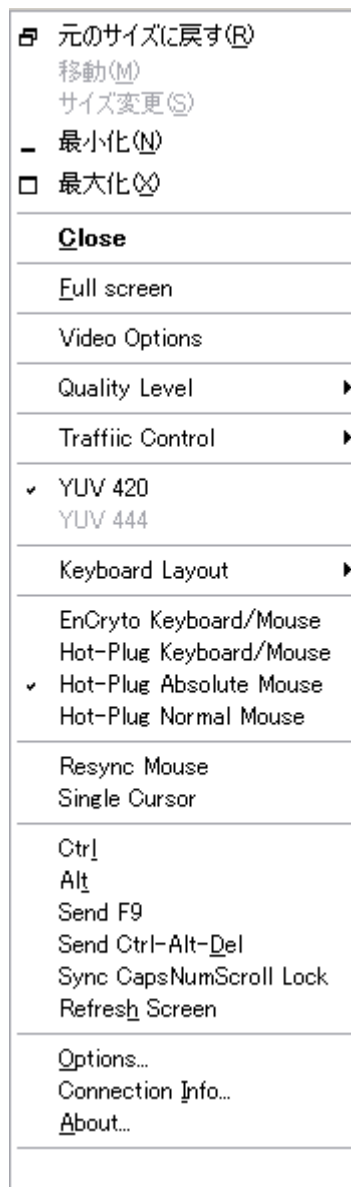 元のサイズに戻す(R)
移動(M)
サイズ変更(S)
最小化(N)
最大化(X)
Close
Full screen
Video Options
Quality Level
Traffiic Control
YUV 420
YUV 444
Keyboard Layout
EnCryto Keyboard/Mouse
Hot-Plug Keyboard/Mouse
Hot-Plug Absolute Mouse
Hot-Plug Normal Mouse
Resync Mouse
Single Cursor
Ctrl
Alt
Send F9
Send Ctrl-Alt-Del
Sync CapsNumScroll Lock
Refresh Screen
Options...
Connection Info...
About...